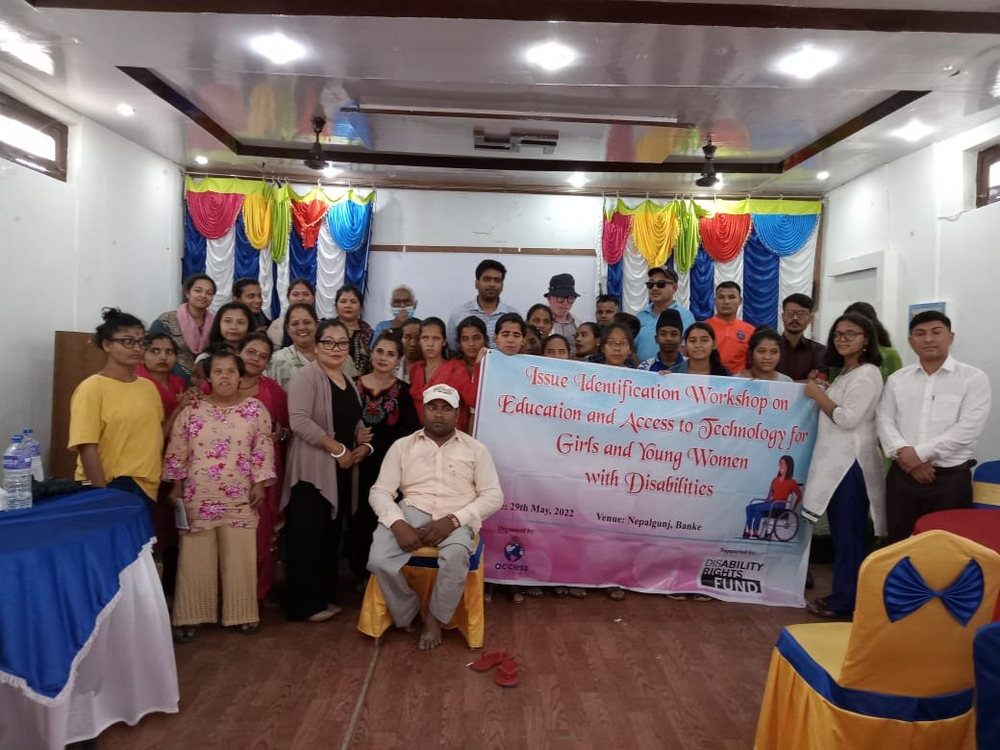 Issue Identification Workshop on
Education and Access to Technology for
Girls and Young Women
with Disabilities
29th May, 2022
Venue: Nepalgunj, Banke
Organized by:
access
Supported by:
DISABILITY
RIGHTS
FUND